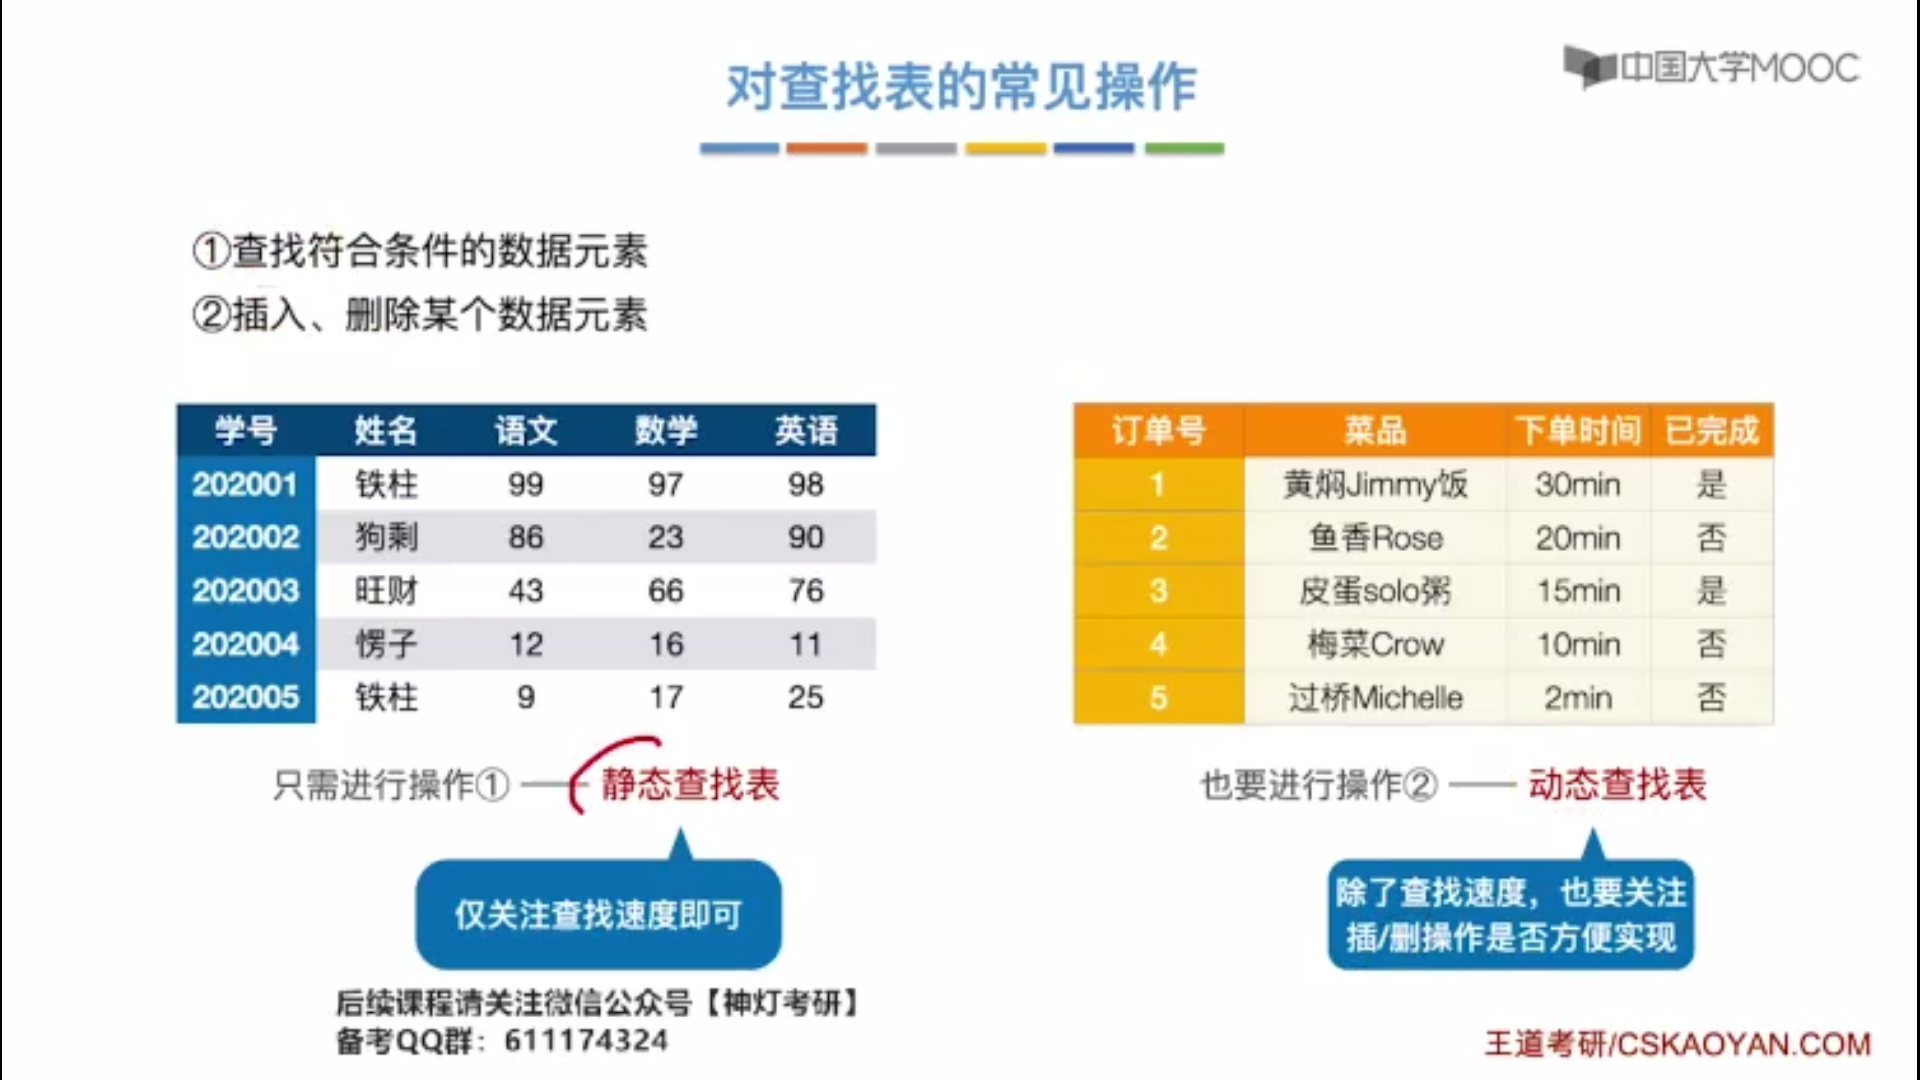 对查找表的常见操作
中国大学MOOC
①查找符合条件的数据元素
②插入、删除某个数据元素
学号 姓名 语文 数学 英语
202001 铁柱 99 97 98
202002 狗剩 86 23 90
202003 旺财 43 66 76
202004 愣子 12 16 11
202005 铁柱 9 17 25
订单号 菜品 下单时间 已完成
1 黄焖Jimmy饭 30min 是
2 鱼香Rose 20min 否
3 皮蛋solo粥 15min 是
4 梅菜Crow 10min 否
5 过桥Michelle 2min 否
只需进行操作① —— 静态查找表
仅关注查找速度即可
也要进行操作② —— 动态查找表
除了查找速度，也要关注
插/删操作是否方便实现
后续课程请关注微信公众号【神灯考研】
备考QQ群：611174324
王道考研/CSKAOYAN.COM